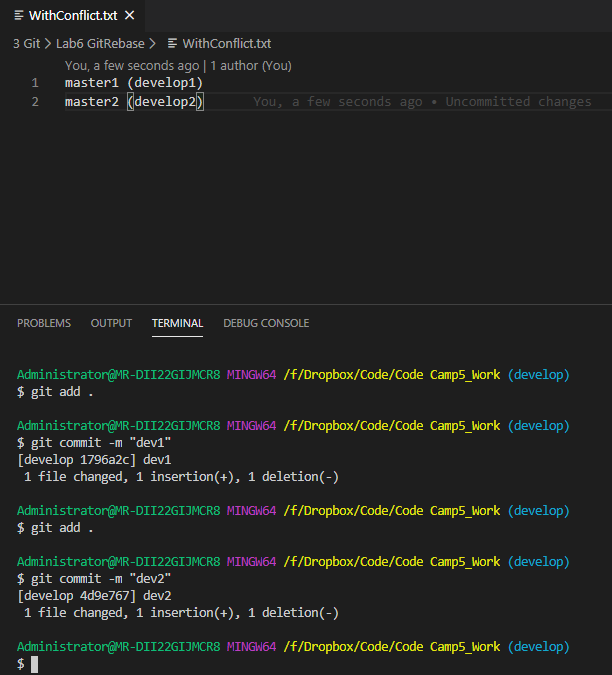 WithConflict.txt
3 Git > Lab6 GitRebase > WithConflict.txt
You, a few seconds ago | 1 author (You)
1 master1 (develop1)
2 master2 (develop2) You, a few seconds ago • Uncommitted changes
PROBLEMS OUTPUT TERMINAL DEBUG CONSOLE
Administrator@MR-DII22GIJMCR8 MINGW64 /f/Dropbox/Code/Code Camp5_Work (develop)
$ git add .
Administrator@MR-DII22GIJMCR8 MINGW64 /f/Dropbox/Code/Code Camp5_Work (develop)
$ git commit -m "dev1"
[develop 1796a2c] dev1
1 file changed, 1 insertion(+), 1 deletion(-)
Administrator@MR-DII22GIJMCR8 MINGW64 /f/Dropbox/Code/Code Camp5_Work (develop)
$ git add .
Administrator@MR-DII22GIJMCR8 MINGW64 /f/Dropbox/Code/Code Camp5_Work (develop)
$ git commit -m "dev2"
[develop 4d9e767] dev2
1 file changed, 1 insertion(+), 1 deletion(-)
Administrator@MR-DII22GIJMCR8 MINGW64 /f/Dropbox/Code/Code Camp5_Work (develop)
$